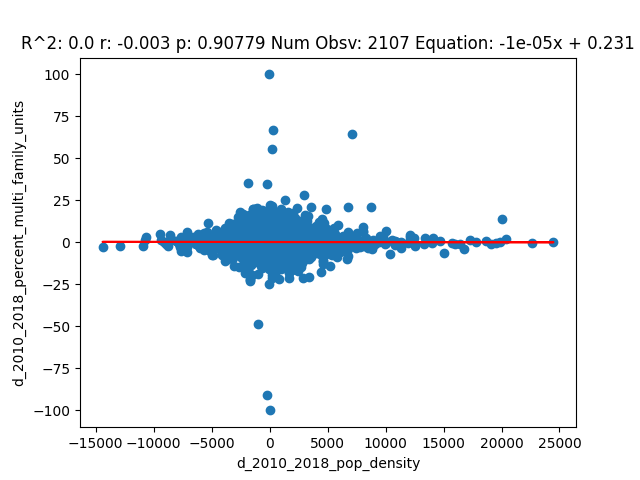 R^2: 0.0 r: -0.003 p: 0.90779 Num Obsv: 2107 Equation: -1e-05x + 0.231
100
75
50
25
0
−25
−50
−75
−100
d_2010_2018_percent_multi_family_units
−15000 −10000 −5000 0 5000 10000 15000 20000 25000
d_2010_2018_pop_density